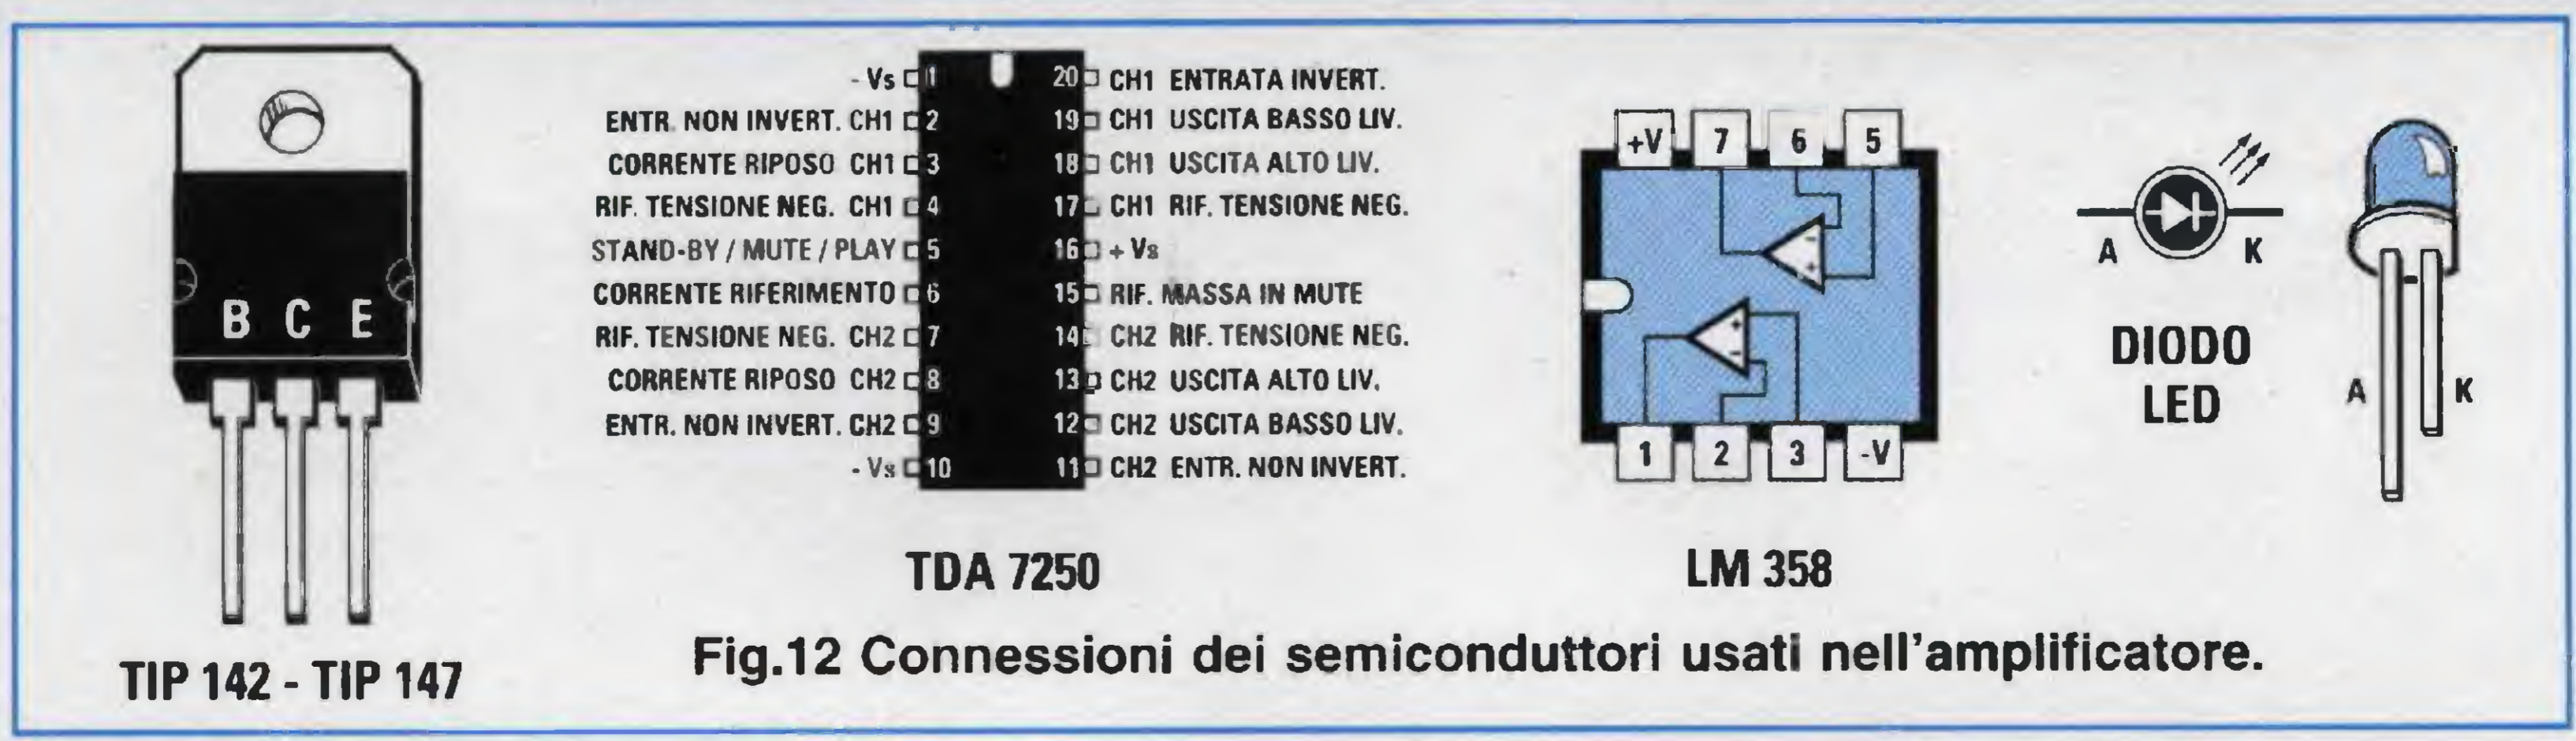 B C E
TIP 142 - TIP 147
- Vs 1
ENTR. NON INVERT. CH1 2
CORRENTE RIPOSO CH1 3
RIF. TENSIONE NEG. CH1 4
STAND-BY / MUTE / PLAY 5
CORRENTE RIFERIMENTO 6
RIF. TENSIONE NEG. CH2 7
CORRENTE RIPOSO CH2 8
ENTR. NON INVERT. CH2 9
- Vs 10
20 CH1 ENTRATA INVERT.
19 CH1 USCITA BASSO LIV.
18 CH1 USCITA ALTO LIV.
17 CH1 RIF. TENSIONE NEG.
16 + Vs
15 RIF. MASSA IN MUTE
14 CH2 RIF. TENSIONE NEG.
13 CH2 USCITA ALTO LIV.
12 CH2 USCITA BASSO LIV.
11 CH2 ENTR. NON INVERT.
TDA 7250
+V 7 6 5
-
+
+
-
1 2 3 -V
LM 358
A K
DIODO
LED
A K
Fig.12 Connessioni dei semiconduttori usati nell'amplificatore.